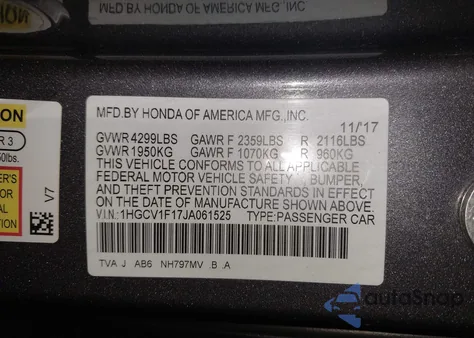 MFD.BY HONDA OF AMERICA MFG.,INC.
MFD.BY HONDA OF AMERICA MFG.,INC.
11/'17
GVWR 4299LBS GAWR F 2359LBS R 2116LBS
GVWR 1950KG GAWR F 1070KG R 960KG
THIS VEHICLE CONFORMS TO ALL APPLICABLE
FEDERAL MOTOR VEHICLE SAFETY, BUMPER,
AND THEFT PREVENTION STANDARDS IN EFFECT
ON THE DATE OF MANUFACTURE SHOWN ABOVE.
V.I.N.: 1HGCV1F17JA061525 TYPE:PASSENGER CAR
TVA J AB6 NH797MV .B .A
ION
R 3
50lbs.
V7
autoSnap